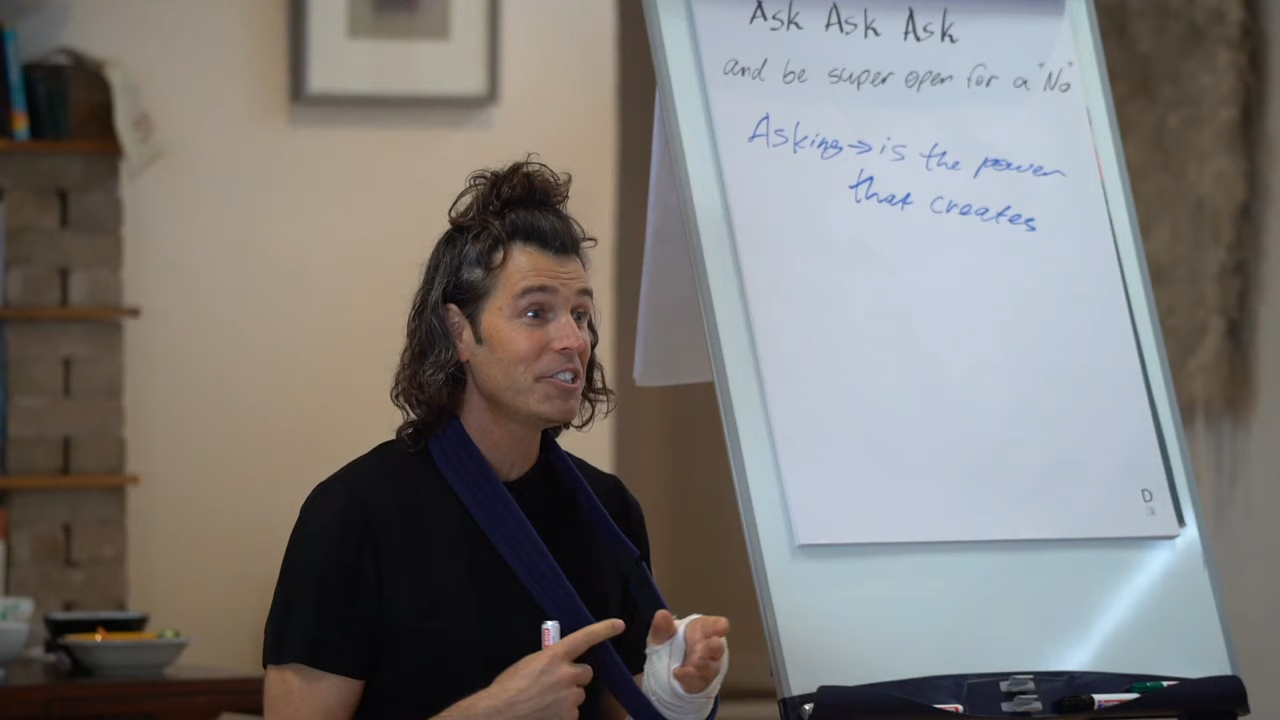 Ask Ask Ask
and be super open for a "No"
Asking → is the power
that creates
D